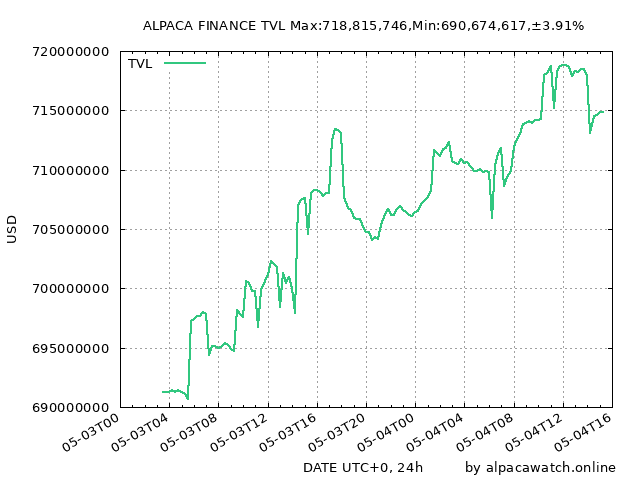 ALPACA FINANCE TVL Max:718,815,746,Min:690,674,617,±3.91%
TVL
720000000
715000000
710000000
705000000
700000000
695000000
690000000
USD
05-03T00
05-03T04
05-03T08
05-03T12
05-03T16
05-03T20
05-04T00
05-04T04
05-04T08
05-04T12
05-04T16
DATE UTC+0, 24h
by alpacawatch.online